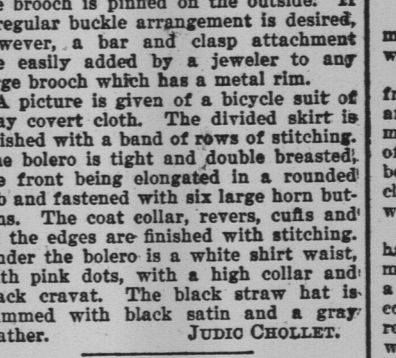 e brooch is pinned on the outside. If
regular buckle arrangement is desired,
wever, a bar and clasp attachment
e easily added by a jeweler to any
ge brooch which has a metal rim.
A picture is given of a bicycle suit of
ay covert cloth. The divided skirt is
ished with a band of rows of stitching.
he bolero is tight and double breasted,
e front being elongated in a rounded
b and fastened with six large horn but-
ns. The coat collar, revers, cuffs and
the edges are finished with stitching.
nder the bolero is a white shirt waist,
th pink dots, with a high collar and
ack cravat. The black straw hat is
immed with black satin and a gray
ather. JUDIC CHOLLET.